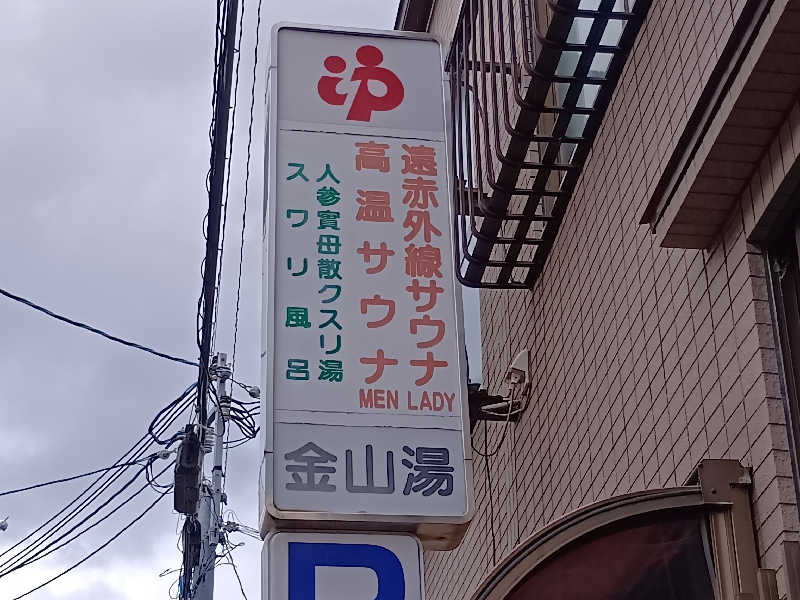 遠赤外線サウナ
高温サウナ
MEN LADY
人参實母散クスリ湯
スワリ風呂
金山湯
P